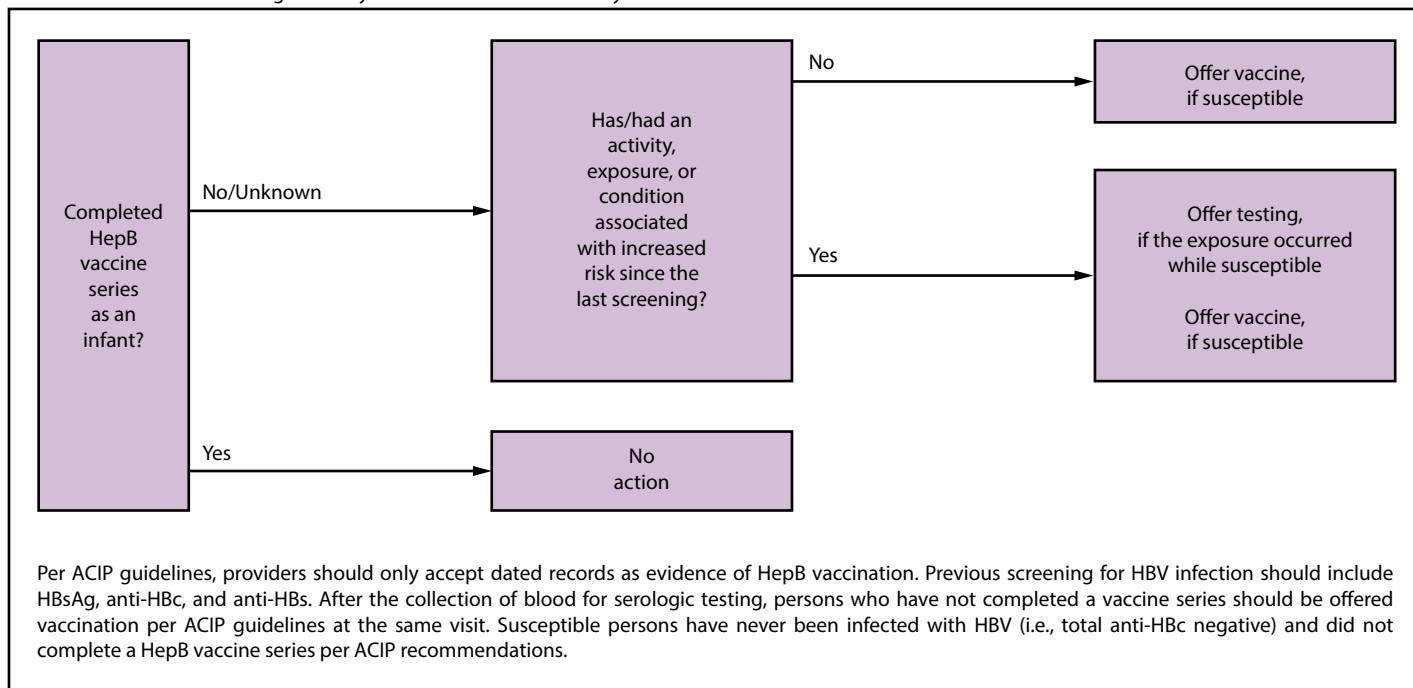 Completed
HepB
vaccine
series
as an
infant?
No/Unknown
Yes
Has/had an
activity,
exposure, or
condition
associated
with increased
risk since the
last screening?
No
action
No
Yes
Offer vaccine,
if susceptible
Offer testing,
if the exposure occurred
while susceptible
Offer vaccine,
if susceptible
Per ACIP guidelines, providers should only accept dated records as evidence of HepB vaccination. Previous screening for HBV infection should include
HBsAg, anti-HBc, and anti-HBs. After the collection of blood for serologic testing, persons who have not completed a vaccine series should be offered
vaccination per ACIP guidelines at the same visit. Susceptible persons have never been infected with HBV (i.e., total anti-HBc negative) and did not
complete a HepB vaccine series per ACIP recommendations.